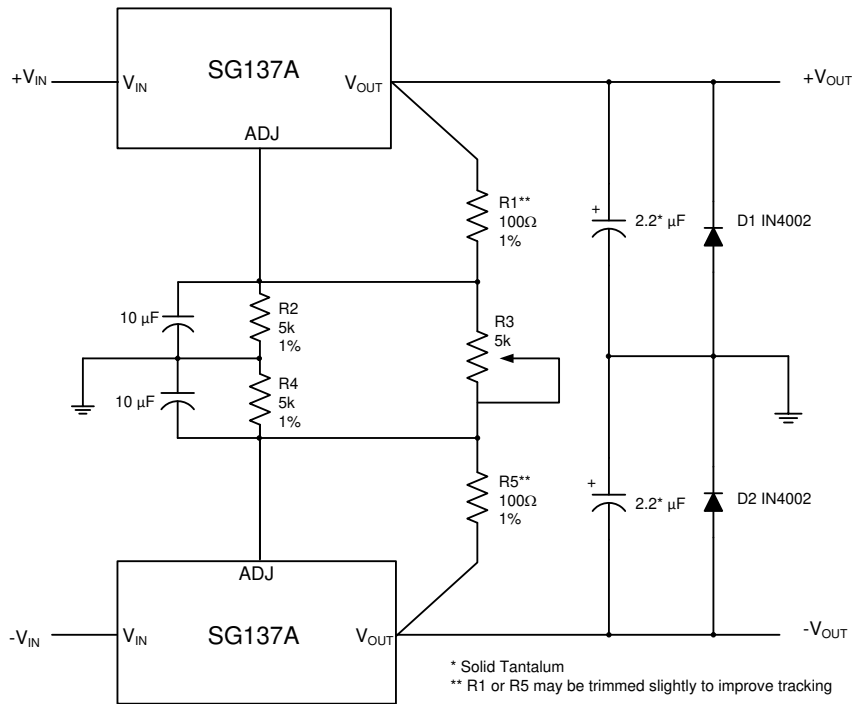 SG137A
+VIN
VIN
VOUT
+VOUT
ADJ
R1**
100Ω
1%
+
2.2* µF
D1 IN4002
10 µF
R2
5k
1%
R3
5k
10 µF
R4
5k
1%
R5**
100Ω
1%
+
2.2* µF
D2 IN4002
ADJ
-VIN
VIN
SG137A
VOUT
-VOUT
* Solid Tantalum
** R1 or R5 may be trimmed slightly to improve tracking